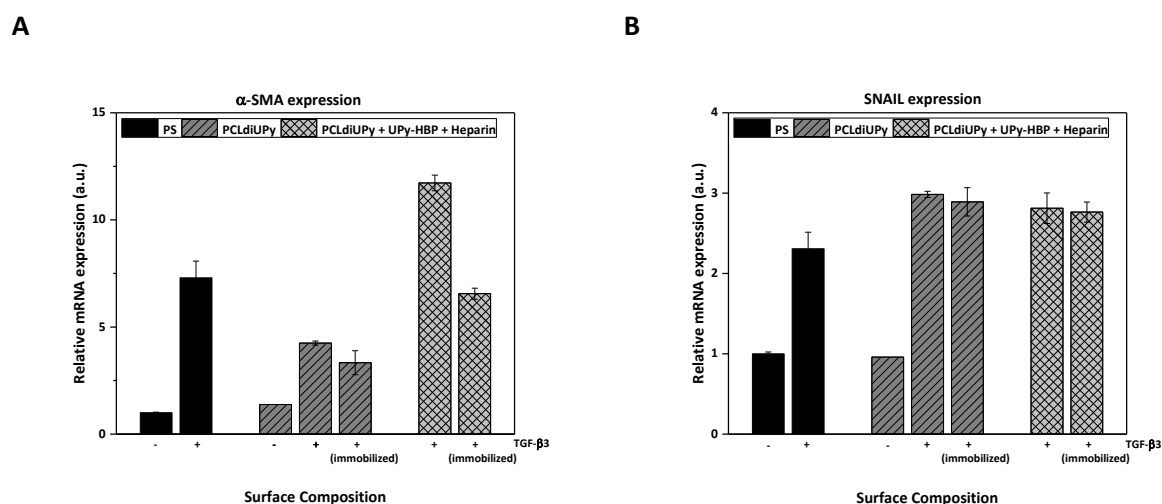 A
α-SMA expression
PS PCLdiUPy PCLdiUPy + UPy-HBP + Heparin
15
10
5
0
Relative mRNA expression (a.u.)
- + - + + + + TGF-β3
(immobilized) (immobilized)
Surface Composition
B
SNAIL expression
PS PCLdiUPy PCLdiUPy + UPy-HBP + Heparin
4
3
2
1
0
Relative mRNA expression (a.u.)
- + - + + + + TGF-β3
(immobilized) (immobilized)
Surface Composition